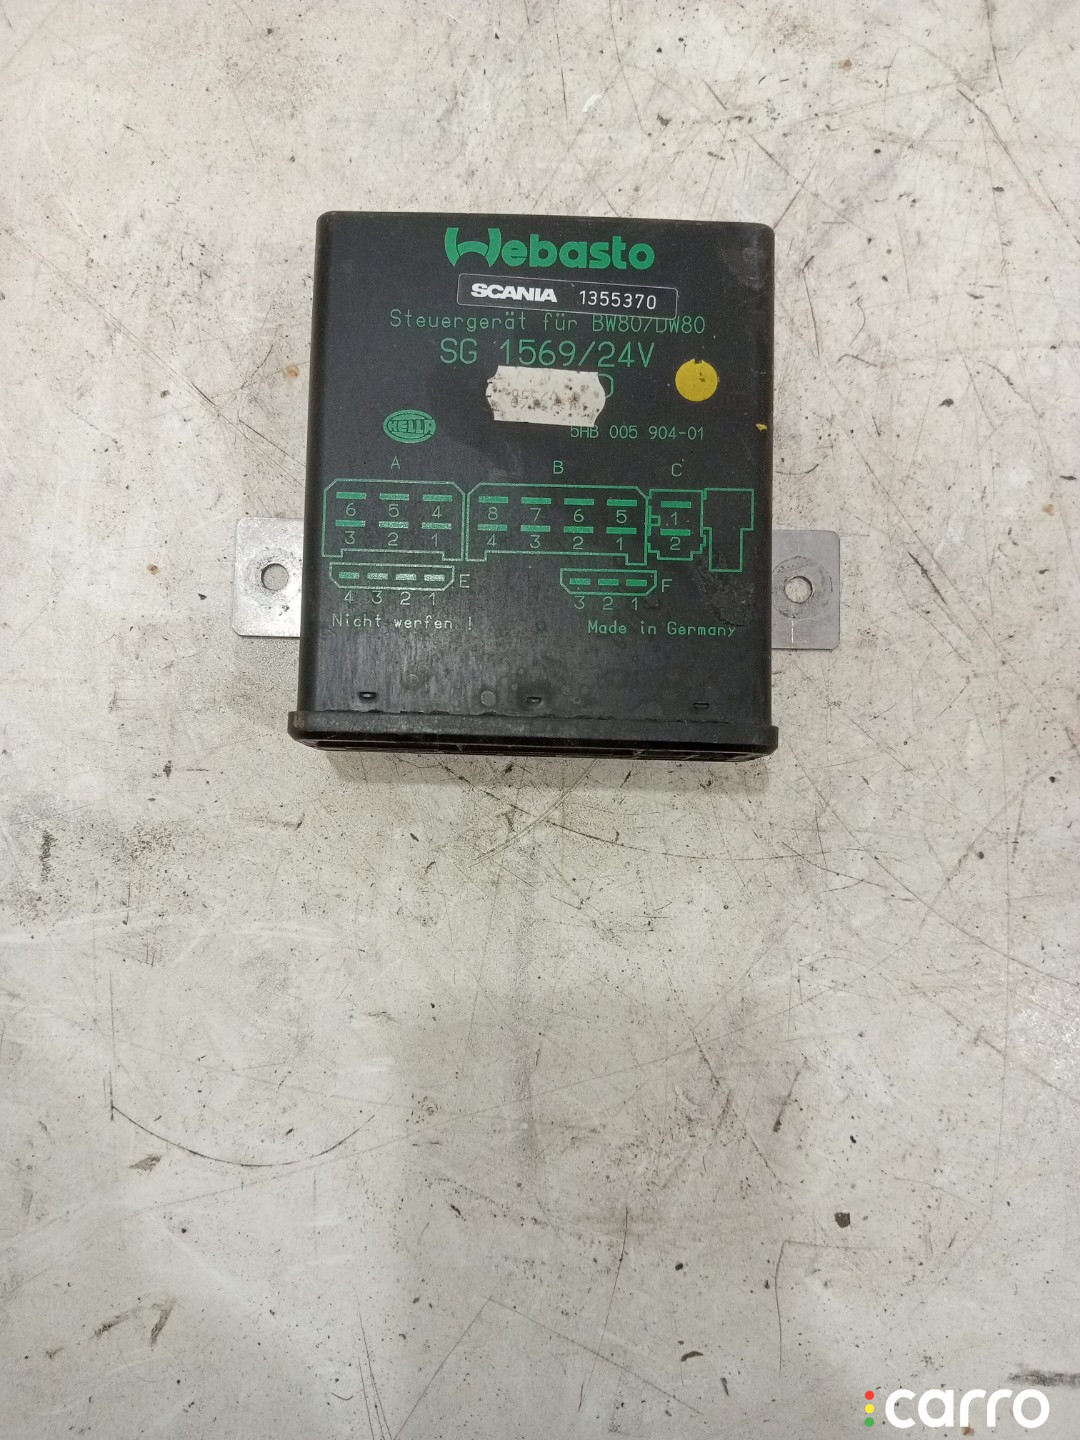 Webasto
SCANIA 1355370
Steuergerät für BW80/DW80
SG 1569/24V
D
HELLA
5HB 005 904-01
A B C
6 5 4 8 7 6 5 1
3 2 1 4 3 2 1 2
E F
4 3 2 1 3 2 1
Nicht werfen ! Made in Germany
carro